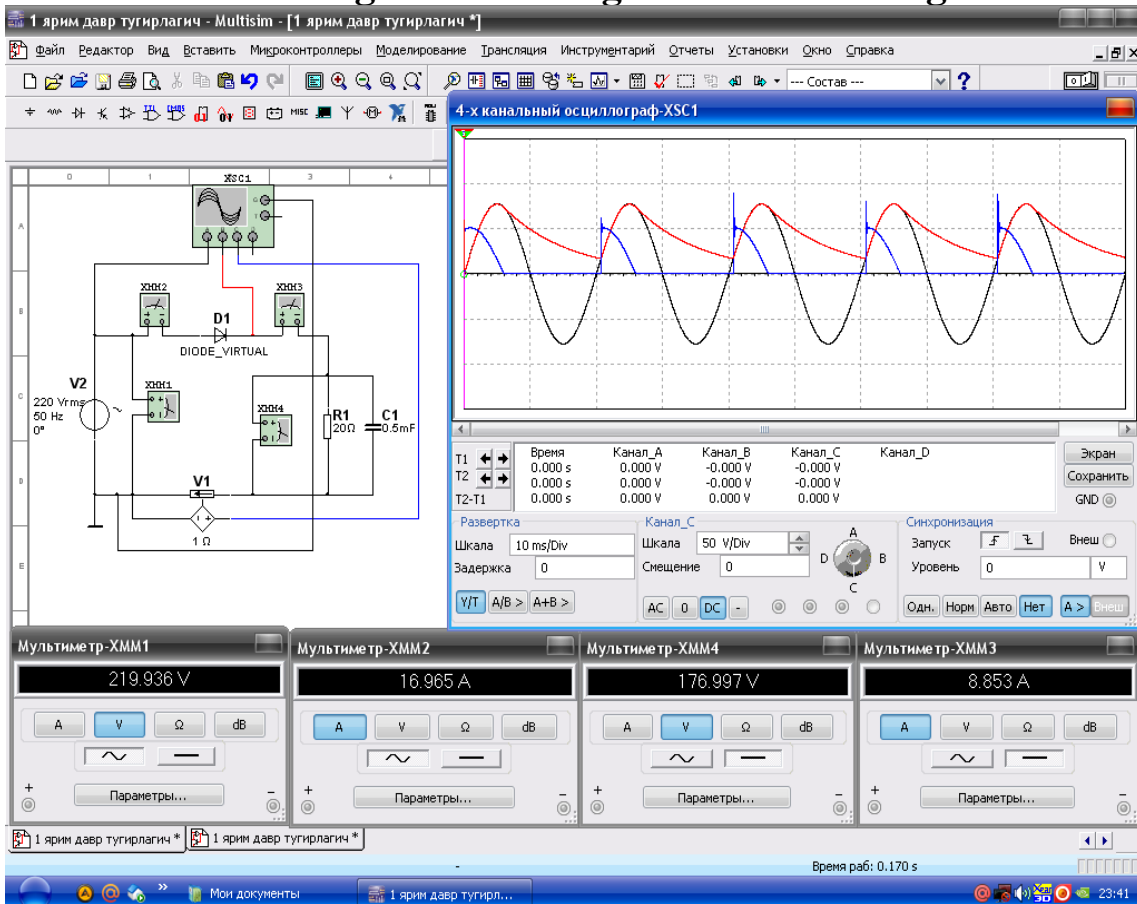 1 ярим давр тугирлагич - Multisim - [1 ярим давр тугирлагич *]
Файл Редактор Вид Вставить Микроконтроллеры Моделирование Трансляция Инструментарий Отчеты Установки Окно Справка
--- Состав ---
MISC
4-х канальный осциллограф-XSC1
0 1 3 4
A
B
C
D
E
XSC1
G
T
XMM2
XMM3
D1
DIODE_VIRTUAL
V2
220 Vrms
50 Hz
0°
XMM1
XMM4
R1
20Ω
C1
0.5mF
V1
1 Ω
Время Канал_A Канал_B Канал_C Канал_D
T1 0.000 s 0.000 V -0.000 V -0.000 V
T2 0.000 s 0.000 V -0.000 V -0.000 V
T2-T1 0.000 s 0.000 V 0.000 V 0.000 V
Экран
Сохранить
GND
Развертка
Шкала 10 ms/Div
Задержка 0
Y/T A/B > A+B >
Канал_C
Шкала 50 V/Div
Смещение 0
AC 0 DC -
A
B
C
D
Синхронизация
Запуск Внеш
Уровень 0 V
Одн. Норм Авто Нет A > Внеш
Мультиметр-XMM1
219.936 V
A V Ω dB
+ Параметры... -
Мультиметр-XMM2
16.965 A
A V Ω dB
+ Параметры... -
Мультиметр-XMM4
176.997 V
A V Ω dB
+ Параметры... -
Мультиметр-XMM3
8.853 A
A V Ω dB
+ Параметры... -
1 ярим давр тугирлагич * 1 ярим давр тугирлагич *
- Время раб: 0.170 s
Мои документы 1 ярим давр тугирл... 23:41